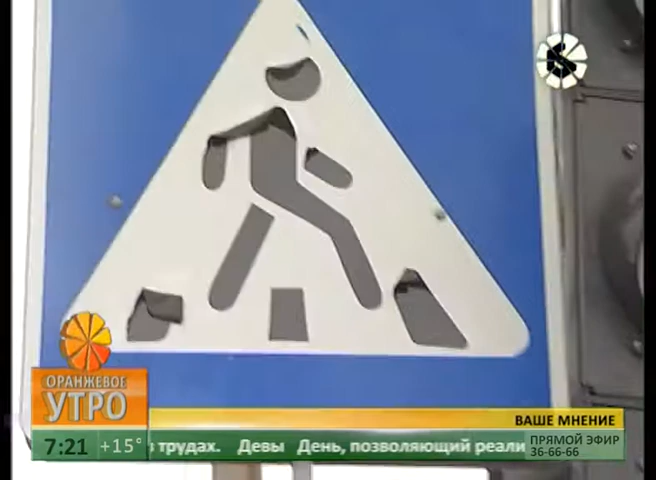 ОРАНЖЕВОЕ
УТРО
ВАШЕ МНЕНИЕ
7:21 +15° трудах. Девы День, позволяющий реали
ПРЯМОЙ ЭФИР
36-66-66